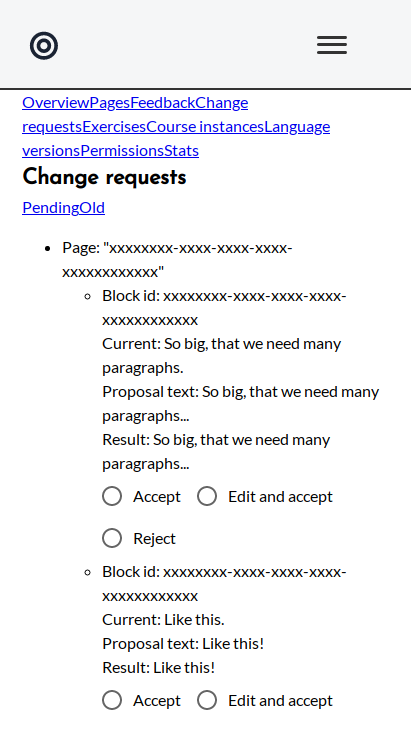 OverviewPagesFeedbackChange
requestsExercisesCourse instancesLanguage
versionsPermissionsStats
Change requests
PendingOld
Page: "xxxxxxxx-xxxx-xxxx-xxxx-
xxxxxxxxxxxx"
Block id: xxxxxxxx-xxxx-xxxx-xxxx-
xxxxxxxxxxxx
Current: So big, that we need many
paragraphs.
Proposal text: So big, that we need many
paragraphs...
Result: So big, that we need many
paragraphs...
Accept Edit and accept
Reject
Block id: xxxxxxxx-xxxx-xxxx-xxxx-
xxxxxxxxxxxx
Current: Like this.
Proposal text: Like this!
Result: Like this!
Accept Edit and accept